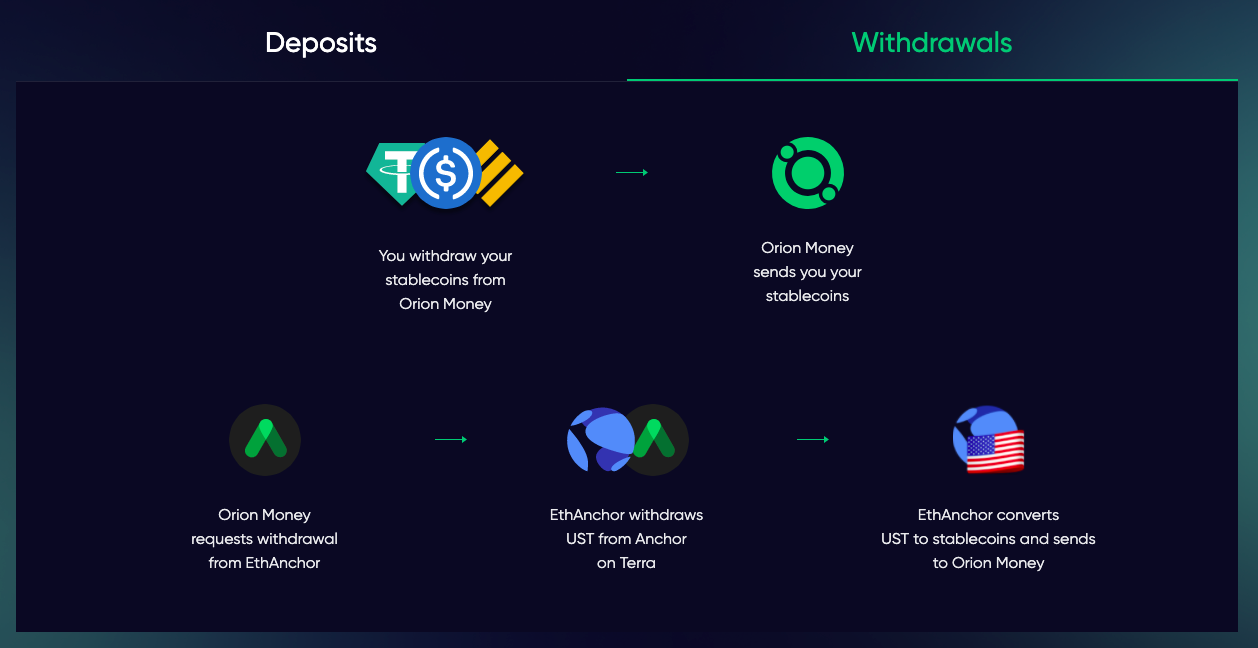 Deposits
Withdrawals
You withdraw your
stablecoins from
Orion Money
Orion Money
sends you your
stablecoins
Orion Money
requests withdrawal
from EthAnchor
EthAnchor withdraws
UST from Anchor
on Terra
EthAnchor converts
UST to stablecoins and sends
to Orion Money